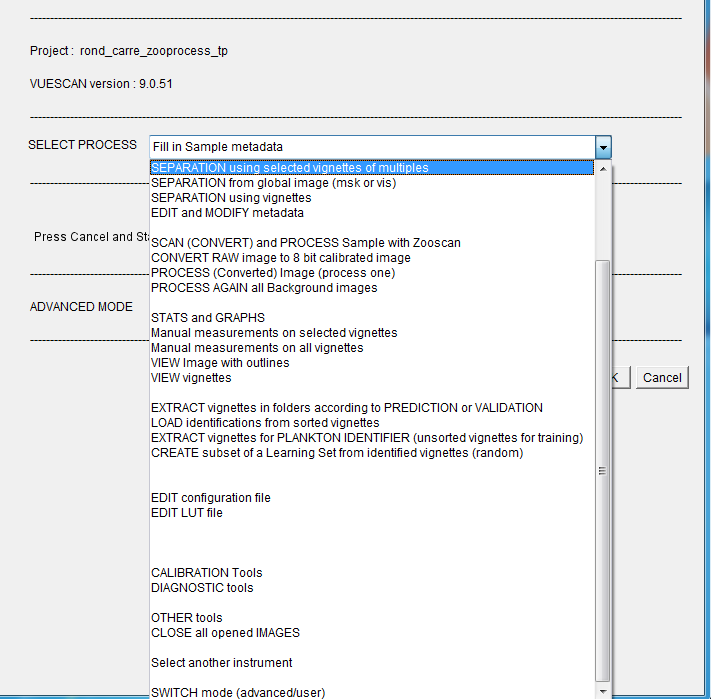 Project : rond_carre_zooprocess_tp
VUESCAN version : 9.0.51
SELECT PROCESS
Fill in Sample metadata
SEPARATION using selected vignettes of multiples
SEPARATION from global image (msk or vis)
SEPARATION using vignettes
EDIT and MODIFY metadata
Press Cancel and
SCAN (CONVERT) and PROCESS Sample with Zooscan
CONVERT RAW image to 8 bit calibrated image
PROCESS (Converted) Image (process one)
PROCESS AGAIN all Background images
ADVANCED MODE
STATS and GRAPHS
Manual measurements on selected vignettes
Manual measurements on all vignettes
VIEW Image with outlines
VIEW vignettes
Cancel
EXTRACT vignettes in folders according to PREDICTION or VALIDATION
LOAD identifications from sorted vignettes
EXTRACT vignettes for PLANKTON IDENTIFIER (unsorted vignettes for training)
CREATE subset of a Learning Set from identified vignettes (random)
EDIT configuration file
EDIT LUT file
CALIBRATION Tools
DIAGNOSTIC tools
OTHER tools
CLOSE all opened IMAGES
Select another instrument
SWITCH mode (advanced/user)